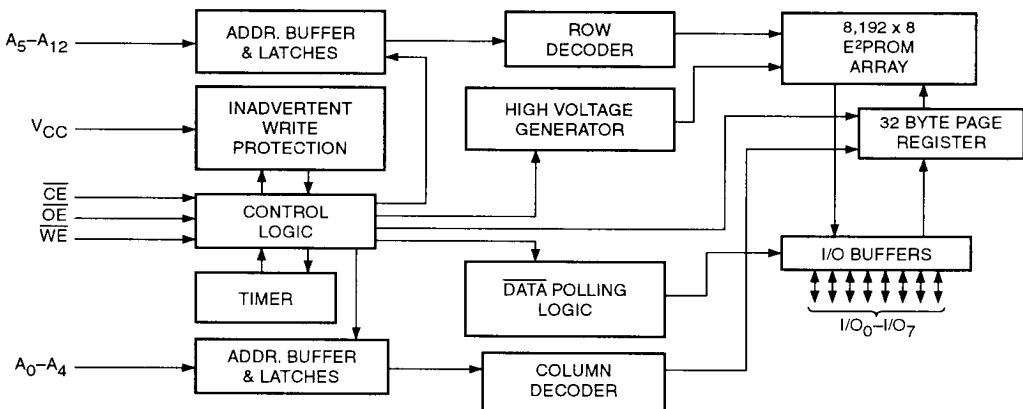 A5–A12
ADDR. BUFFER
& LATCHES
ROW
DECODER
8,192 x 8
E²PROM
ARRAY
VCC
INADVERTENT
WRITE
PROTECTION
HIGH VOLTAGE
GENERATOR
32 BYTE PAGE
REGISTER
CE
OE
WE
CONTROL
LOGIC
I/O BUFFERS
TIMER
DATA POLLING
LOGIC
I/O0–I/O7
A0–A4
ADDR. BUFFER
& LATCHES
COLUMN
DECODER